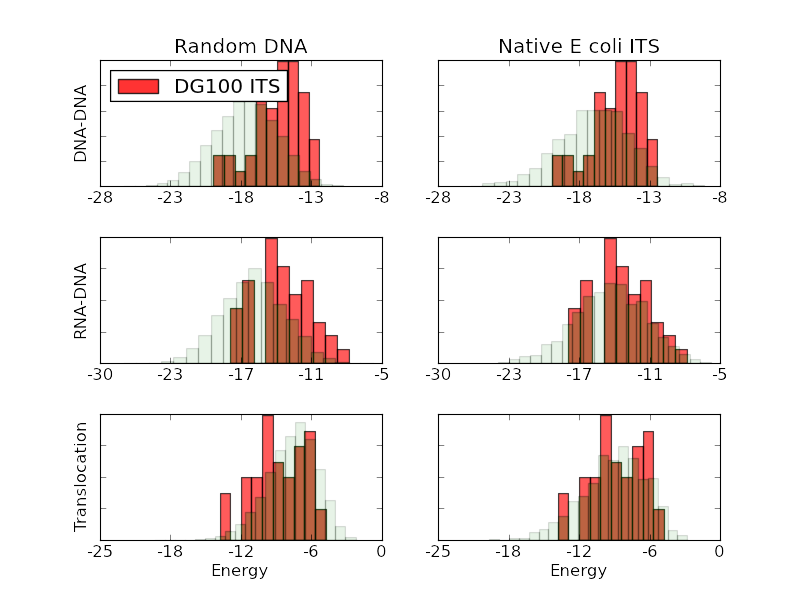 Random DNA
Native E coli ITS
DG100 ITS
DNA-DNA
-28 -23 -18 -13 -8
-28 -23 -18 -13 -8
RNA-DNA
-30 -23 -17 -11 -5
-30 -23 -17 -11 -5
Translocation
-25 -18 -12 -6 0
-25 -18 -12 -6 0
Energy
Energy